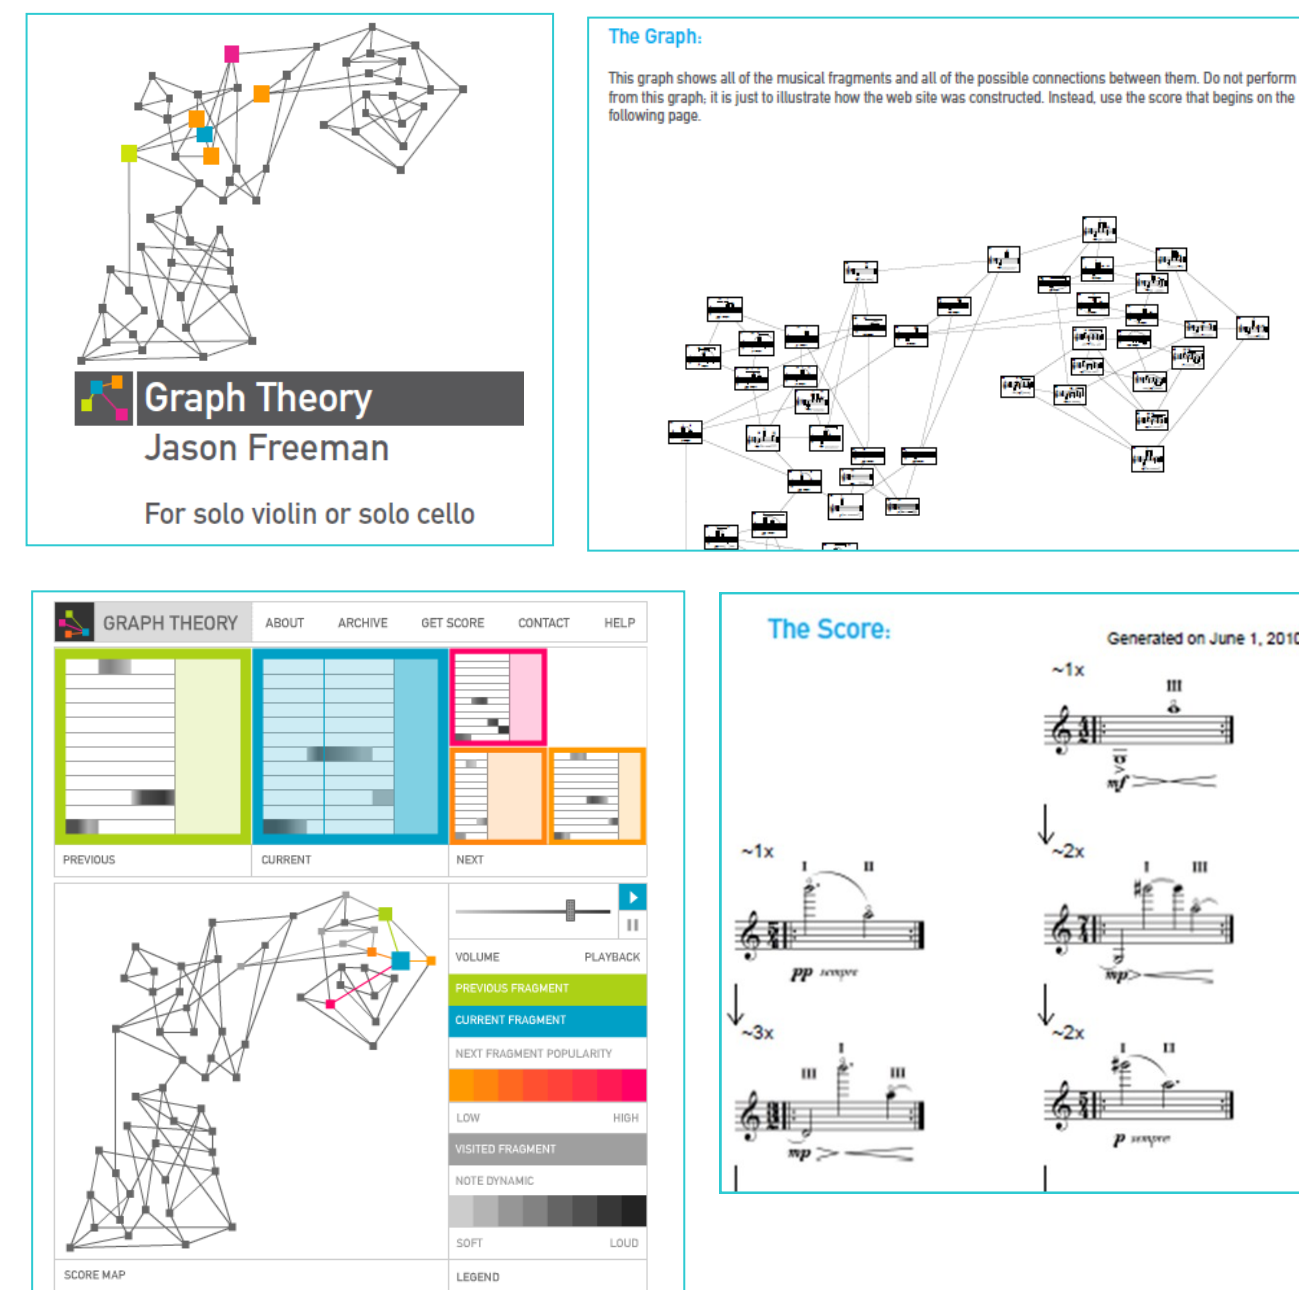 Graph Theory
Jason Freeman
For solo violin or solo cello
The Graph:
This graph shows all of the musical fragments and all of the possible connections between them. Do not perform
from this graph; it is just to illustrate how the web site was constructed. Instead, use the score that begins on the
following page.
GRAPH THEORY ABOUT ARCHIVE GET SCORE CONTACT HELP
PREVIOUS CURRENT NEXT
VOLUME PLAYBACK
PREVIOUS FRAGMENT
CURRENT FRAGMENT
NEXT FRAGMENT POPULARITY
LOW HIGH
VISITED FRAGMENT
NOTE DYNAMIC
SOFT LOUD
SCORE MAP LEGEND
The Score:
Generated on June 1, 2010
~1x
III
mf
~1x
I II
pp sempre
~2x
I III
mp
~3x
III I III
mp
~2x
I II
p sempre